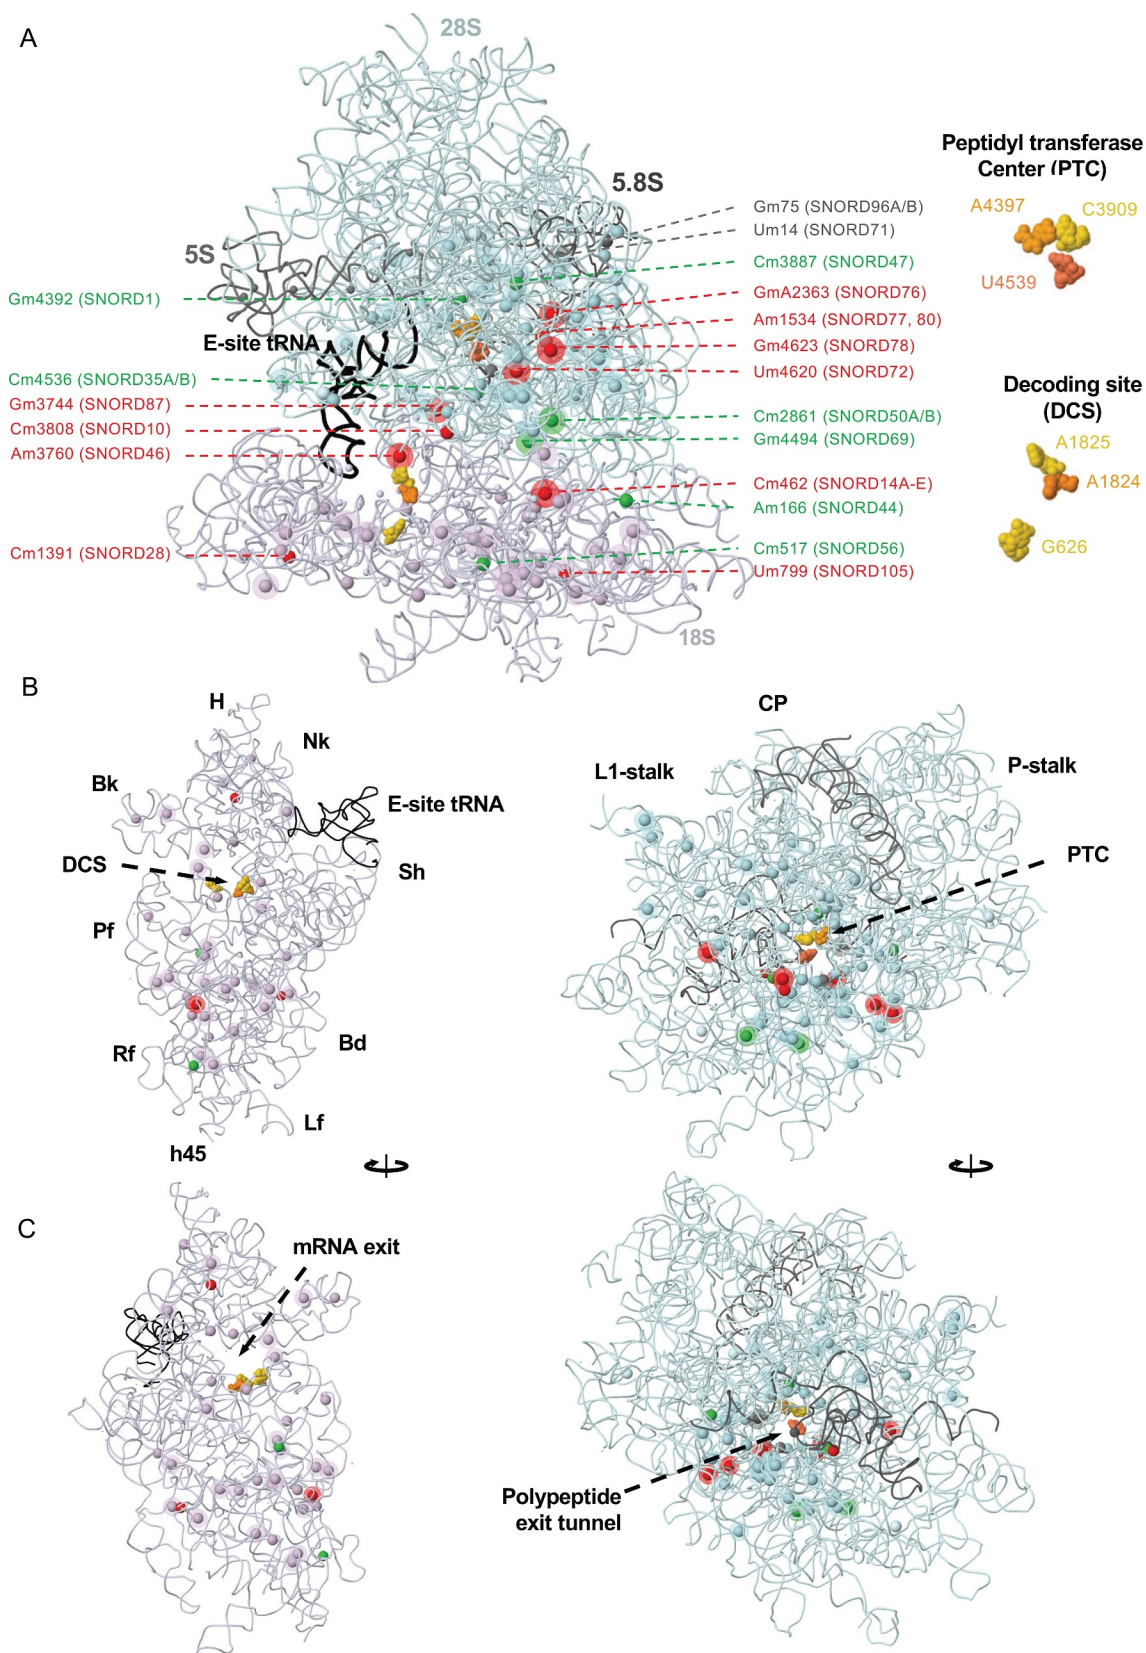 A
28S
5.8S
5S
Gm4392 (SNORD1)
E-site tRNA
Cm4536 (SNORD35A/B)
Gm3744 (SNORD87)
Cm3808 (SNORD10)
Am3760 (SNORD46)
Cm1391 (SNORD28)
Gm75 (SNORD96A/B)
Um14 (SNORD71)
Cm3887 (SNORD47)
GmA2363 (SNORD76)
Am1534 (SNORD77, 80)
Gm4623 (SNORD78)
Um4620 (SNORD72)
Cm2861 (SNORD50A/B)
Gm4494 (SNORD69)
Cm462 (SNORD14A-E)
Am166 (SNORD44)
Cm517 (SNORD56)
Um799 (SNORD105)
18S
Peptidyl transferase
Center (PTC)
A4397
C3909
U4539
Decoding site
(DCS)
A1825
A1824
G626
B
H
Nk
Bk
E-site tRNA
DCS
Sh
Pf
Rf
Bd
Lf
h45
CP
L1-stalk
P-stalk
PTC
C
mRNA exit
Polypeptide
exit tunnel